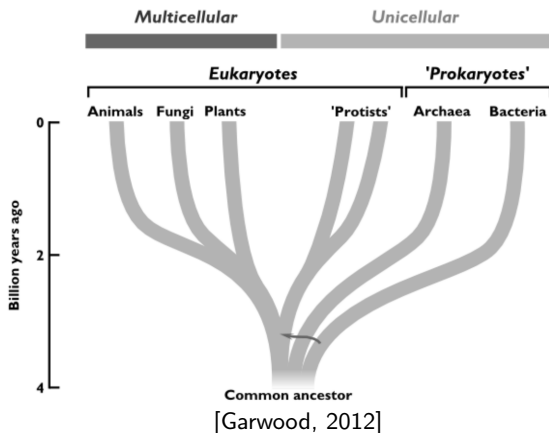 Multicellular Unicellular
Eukaryotes 'Prokaryotes'
Animals Fungi Plants 'Protists' Archaea Bacteria
0
2
4
Billion years ago
Common ancestor
[Garwood, 2012]